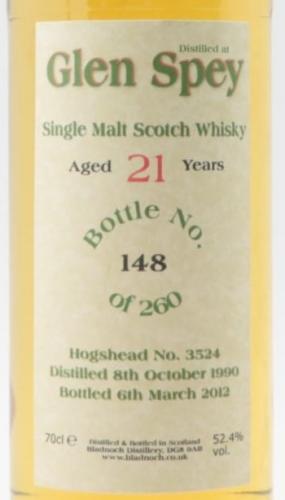 Distilled at
Glen Spey
Single Malt Scotch Whisky
Aged 21 Years
Bottle No.
148
of 260
Hogshead No. 3524
Distilled 8th October 1990
Bottled 6th March 2012
70cl e
Distilled & Bottled in Scotland
Bladnoch Distillery, DG8 9AB
www.bladnoch.co.uk
52.4%
vol.